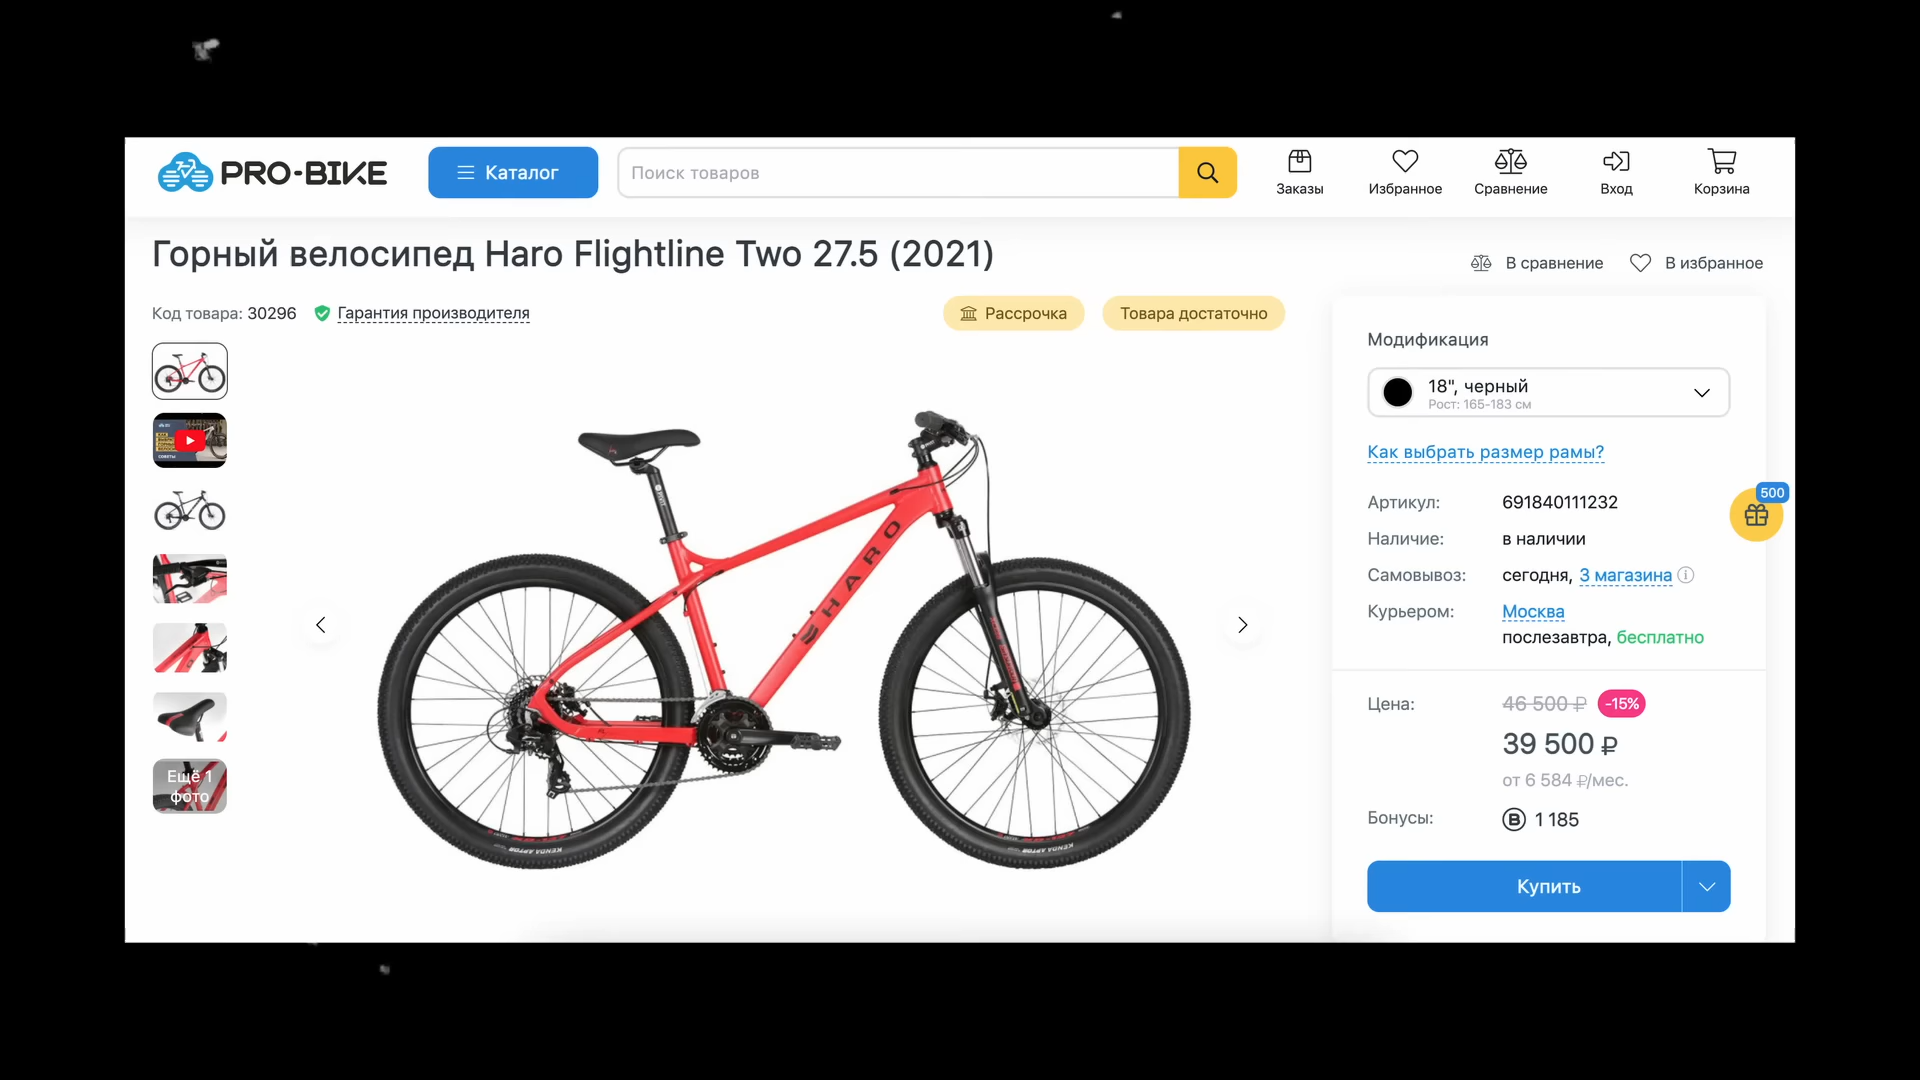 PRO-BIKE
Каталог
Поиск товаров
Заказы
Избранное
Сравнение
Вход
Корзина
Горный велосипед Haro Flightline Two 27.5 (2021)
В сравнение
В избранное
Код товара: 30296
Гарантия производителя
Рассрочка
Товара достаточно
Ещё 1
фото
HARO
Модификация
18", черный
Рост: 165-183 см
Как выбрать размер рамы?
Артикул: 691840111232
500
Наличие: в наличии
Самовывоз: сегодня, 3 магазина
Курьером: Москва
послезавтра, бесплатно
Цена: 46 500 ₽ -15%
39 500 ₽
от 6 584 ₽/мес.
Бонусы: B 1 185
Купить